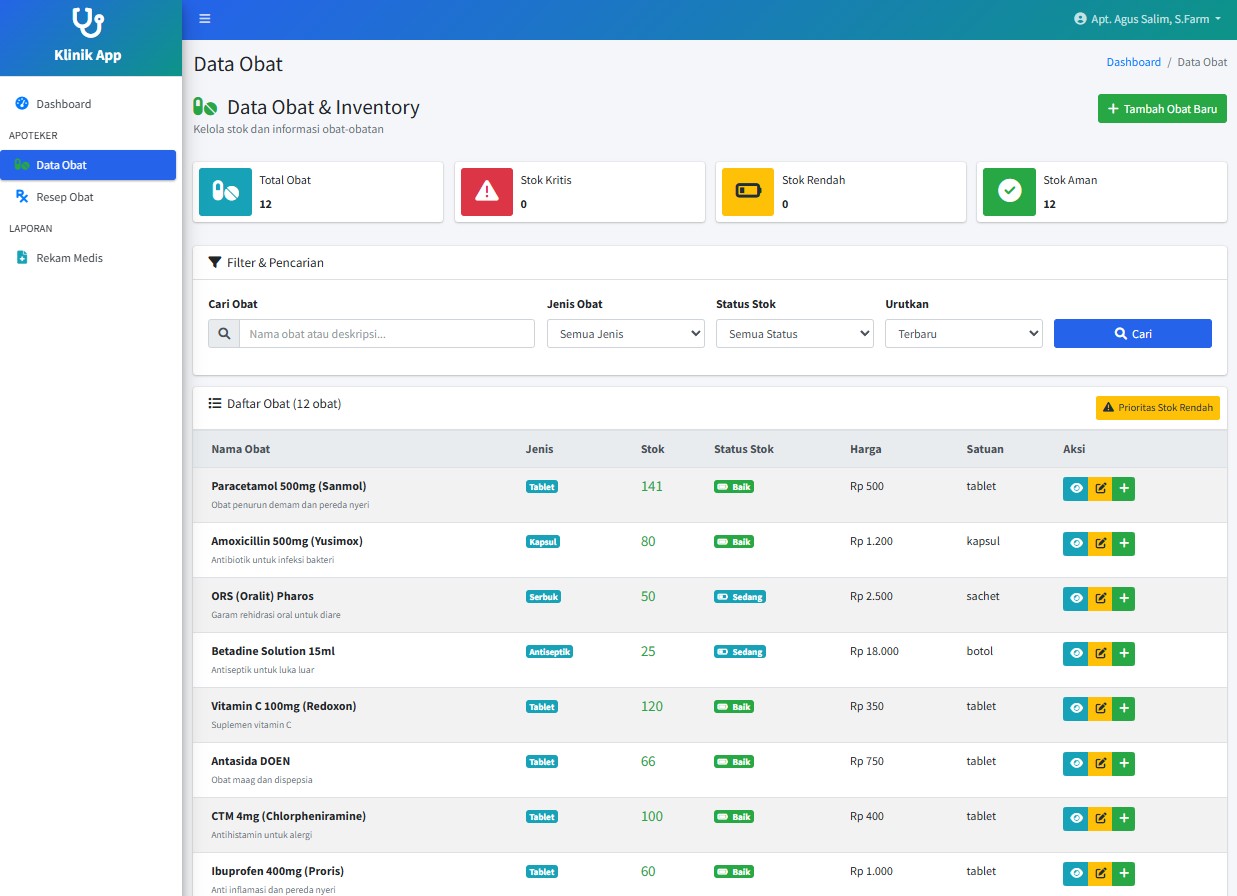 Klinik App
Apt. Agus Salim, S.Farm
Dashboard
APOTEKER
Data Obat
Resep Obat
LAPORAN
Rekam Medis
Data Obat
Dashboard / Data Obat
Data Obat & Inventory
Kelola stok dan informasi obat-obatan
Tambah Obat Baru
Total Obat
12
Stok Kritis
0
Stok Rendah
0
Stok Aman
12
Filter & Pencarian
Cari Obat
Nama obat atau deskripsi...
Jenis Obat
Semua Jenis
Status Stok
Semua Status
Urutkan
Terbaru
Cari
Daftar Obat (12 obat)
Prioritas Stok Rendah
Nama Obat Jenis Stok Status Stok Harga Satuan Aksi
Paracetamol 500mg (Sanmol) Tablet 141 Baik Rp 500 tablet
Obat penurun demam dan pereda nyeri
Amoxicillin 500mg (Yusimox) Kapsul 80 Baik Rp 1.200 kapsul
Antibiotik untuk infeksi bakteri
ORS (Oralit) Pharos Serbuk 50 Sedang Rp 2.500 sachet
Garam rehidrasi oral untuk diare
Betadine Solution 15ml Antiseptik 25 Sedang Rp 18.000 botol
Antiseptik untuk luka luar
Vitamin C 100mg (Redoxon) Tablet 120 Baik Rp 350 tablet
Suplemen vitamin C
Antasida DOEN Tablet 66 Baik Rp 750 tablet
Obat maag dan dispepsia
CTM 4mg (Chlorpheniramine) Tablet 100 Baik Rp 400 tablet
Antihistamin untuk alergi
Ibuprofen 400mg (Proris) Tablet 60 Baik Rp 1.000 tablet
Anti inflamasi dan pereda nyeri